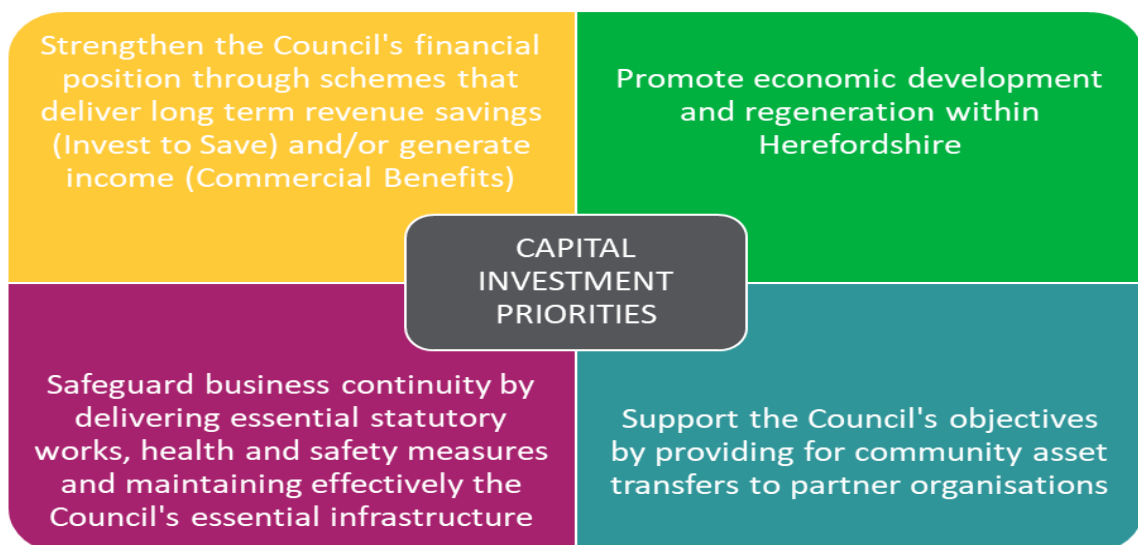 Strengthen the Council's financial
position through schemes that
deliver long term revenue savings
(Invest to Save) and/or generate
income (Commercial Benefits)
Promote economic development
and regeneration within
Herefordshire
CAPITAL
INVESTMENT
PRIORITIES
Safeguard business continuity by
delivering essential statutory
works, health and safety measures
and maintaining effectively the
Council's essential infrastructure
Support the Council's objectives
by providing for community asset
transfers to partner organisations